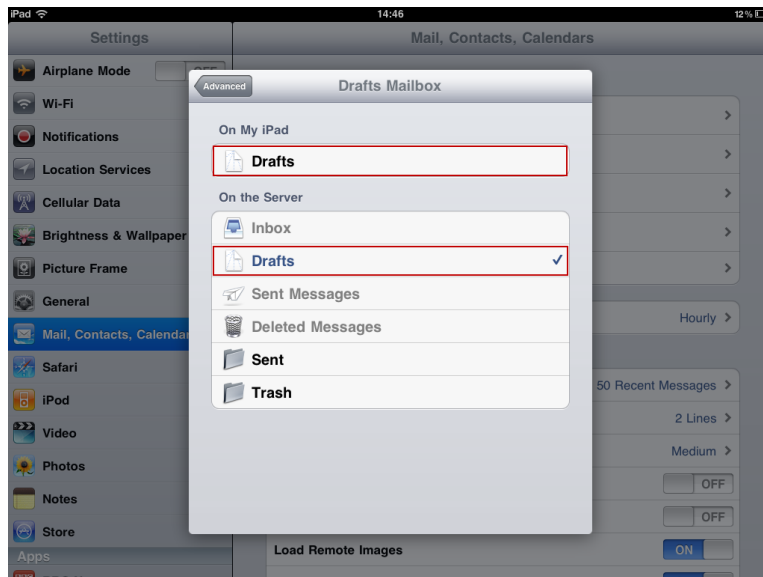 iPad 14:46 12%
Settings
Mail, Contacts, Calendars
Airplane Mode
Wi-Fi
Notifications
Location Services
Cellular Data
Brightness & Wallpaper
Picture Frame
General
Mail, Contacts, Calendar
Safari
iPod
Video
Photos
Notes
Store
Apps
Advanced
Drafts Mailbox
On My iPad
Drafts
On the Server
Inbox
Drafts
Sent Messages
Deleted Messages
Sent
Trash
Hourly
50 Recent Messages
2 Lines
Medium
OFF
OFF
Load Remote Images ON